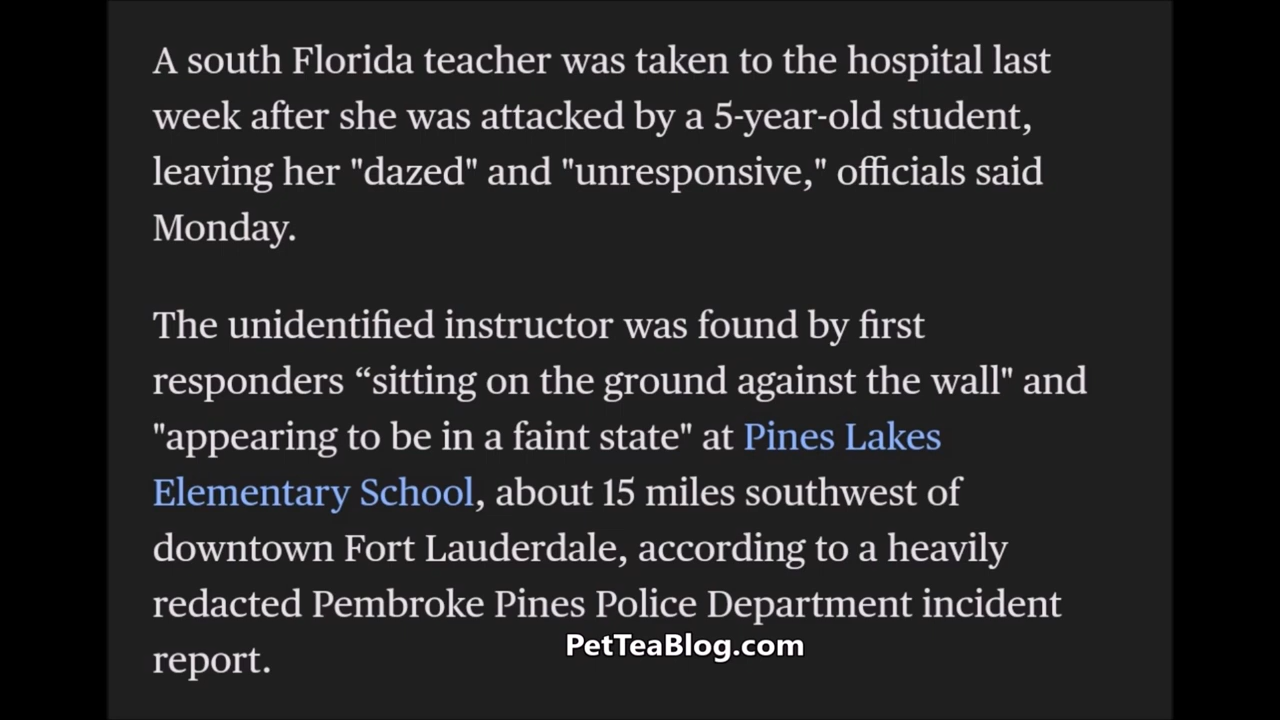 A south Florida teacher was taken to the hospital last
week after she was attacked by a 5-year-old student,
leaving her "dazed" and "unresponsive," officials said
Monday.
The unidentified instructor was found by first
responders “sitting on the ground against the wall" and
"appearing to be in a faint state" at Pines Lakes
Elementary School, about 15 miles southwest of
downtown Fort Lauderdale, according to a heavily
redacted Pembroke Pines Police Department incident
report.
PetTeaBlog.com